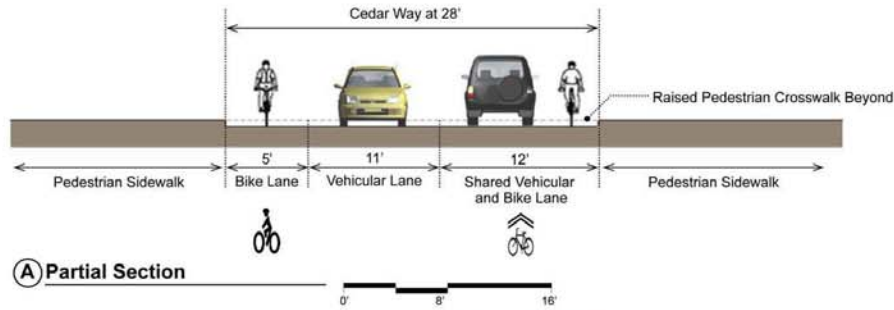 Cedar Way at 28'
Raised Pedestrian Crosswalk Beyond
5'
11'
12'
Pedestrian Sidewalk
Bike Lane
Vehicular Lane
Shared Vehicular
and Bike Lane
Pedestrian Sidewalk
A Partial Section
0'
8'
16'